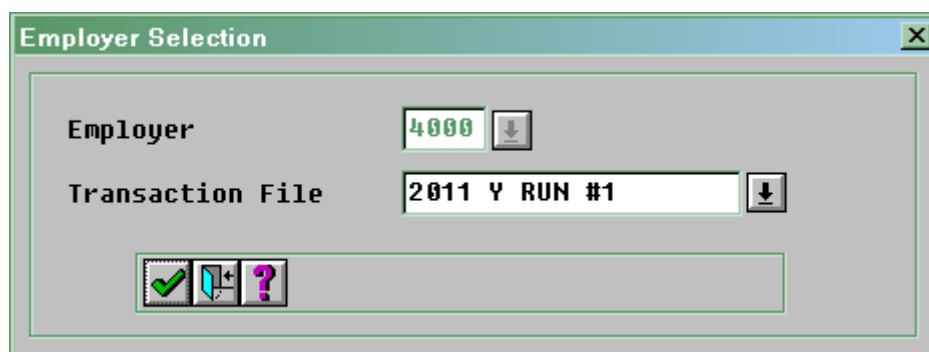 Employer Selection
Employer 4000
Transaction File 2011 Y RUN #1